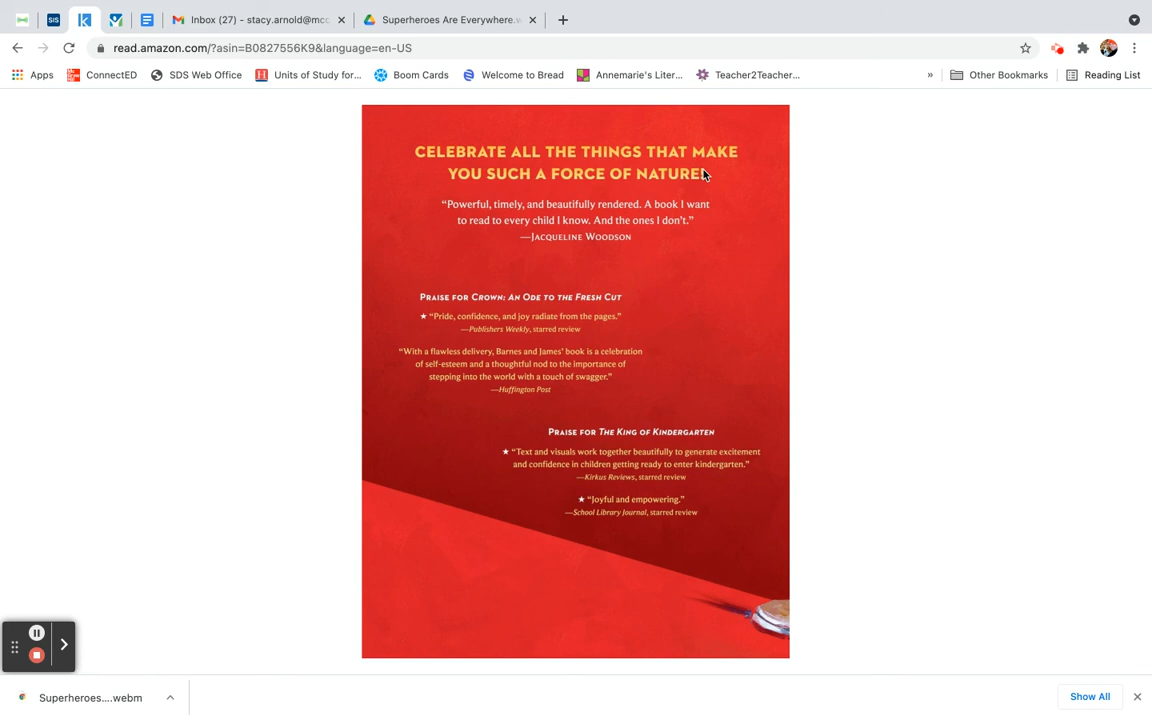 SIS
Inbox (27) - stacy.arnold@mcc
Superheroes Are Everywhere.w
read.amazon.com/?asin=B0827556K9&language=en-US
Apps
ConnectED
SDS Web Office
Units of Study for...
Boom Cards
Welcome to Bread
Annemarie's Liter...
Teacher2Teacher...
»
Other Bookmarks
Reading List
CELEBRATE ALL THE THINGS THAT MAKE
YOU SUCH A FORCE OF NATURE!
“Powerful, timely, and beautifully rendered. A book I want
to read to every child I know. And the ones I don’t.”
—JACQUELINE WOODSON
PRAISE FOR CROWN: AN ODE TO THE FRESH CUT
★ “Pride, confidence, and joy radiate from the pages.”
—Publishers Weekly, starred review
“With a flawless delivery, Barnes and James’ book is a celebration
of self-esteem and a thoughtful nod to the importance of
stepping into the world with a touch of swagger.”
—Huffington Post
PRAISE FOR THE KING OF KINDERGARTEN
★ “Text and visuals work together beautifully to generate excitement
and confidence in children getting ready to enter kindergarten.”
—Kirkus Reviews, starred review
★ “Joyful and empowering.”
—School Library Journal, starred review
Superheroes....webm
Show All